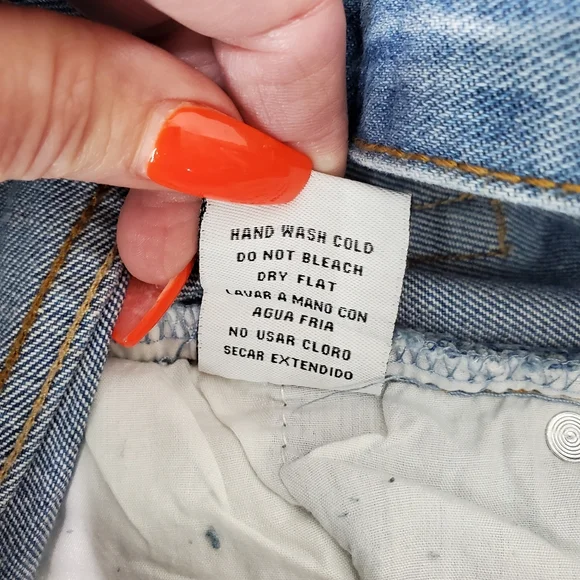 HAND WASH COLD
DO NOT BLEACH
DRY FLAT
LAVAR A MANO CON
AGUA FRIA
NO USAR CLORO
SECAR EXTENDIDO